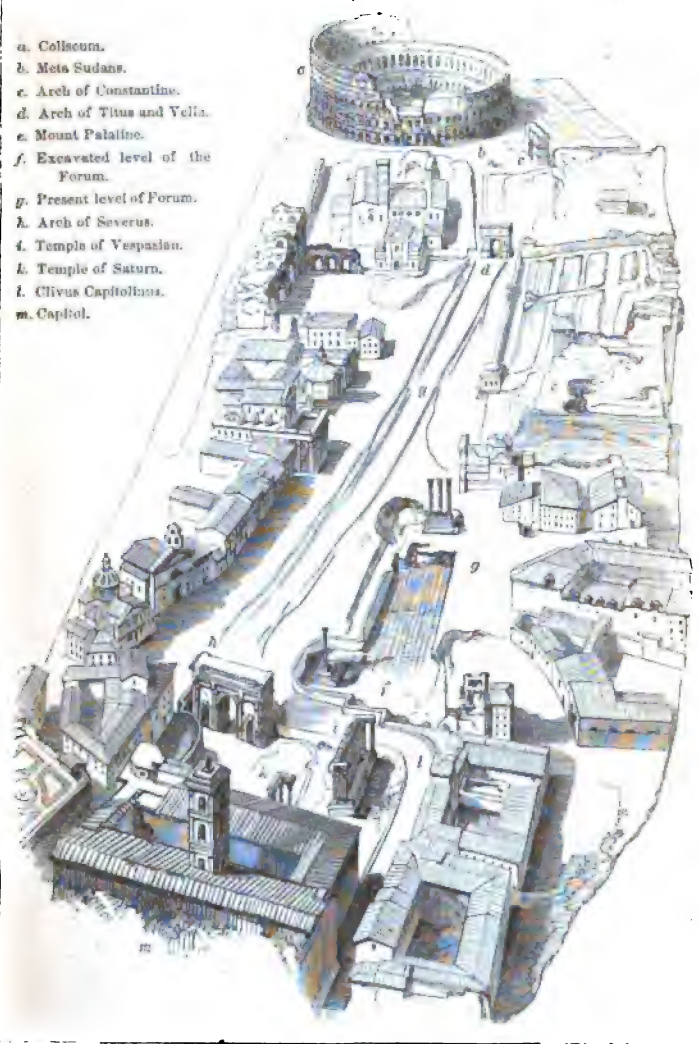 a. Coliseum.
b. Meta Sudans.
c. Arch of Constantine.
d. Arch of Titus and Velia.
e. Mount Palatine.
f. Excavated level of the
Forum.
g. Present level of Forum.
h. Arch of Severus.
i. Temple of Vespasian.
k. Temple of Saturn.
l. Clivus Capitolinus.
m. Capitol.
a
b
c
d
g
e
g
h
f
i
k
l
m